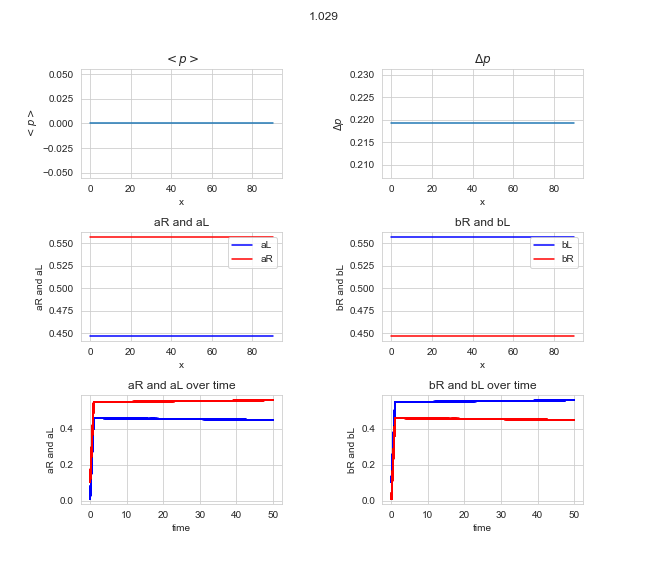 1.029
< p >
Δp
0.050
0.025
0.000
−0.025
−0.050
< p >
0 20 40 60 80
x
0.230
0.225
0.220
0.215
0.210
Δp
0 20 40 60 80
x
aR and aL
bR and bL
0.550
0.525
0.500
0.475
0.450
aR and aL
aL
aR
0 20 40 60 80
x
0.550
0.525
0.500
0.475
0.450
bR and bL
bL
bR
0 20 40 60 80
x
aR and aL over time
bR and bL over time
0.4
0.2
0.0
aR and aL
0 10 20 30 40 50
time
0.4
0.2
0.0
bR and bL
0 10 20 30 40 50
time